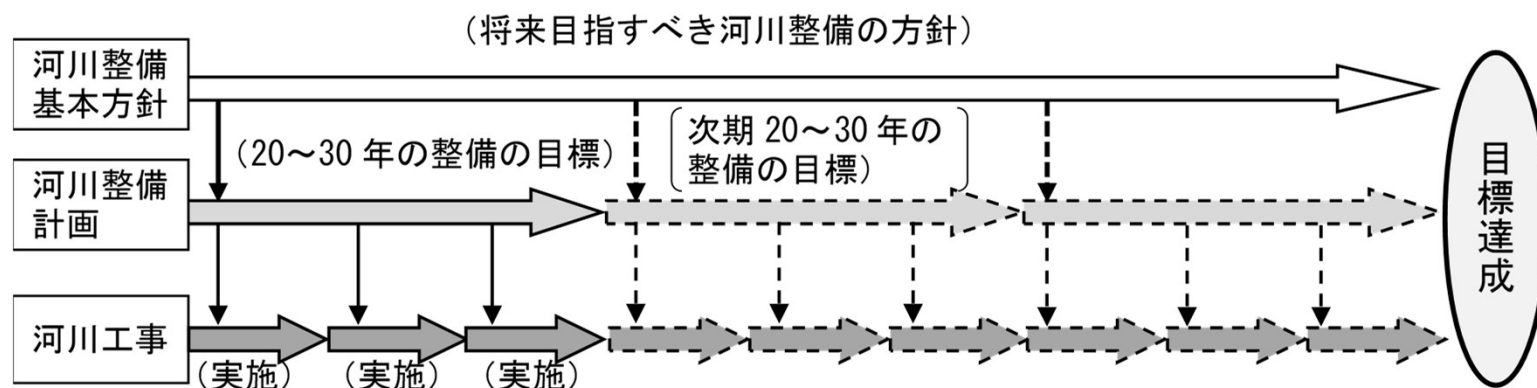 （将来目指すべき河川整備の方針）
河川整備
基本方針
（20～30 年の整備の目標）
次期 20～30 年の
整備の目標）
河川整備
計画
河川工事
（実施）
（実施）
（実施）
目標達成